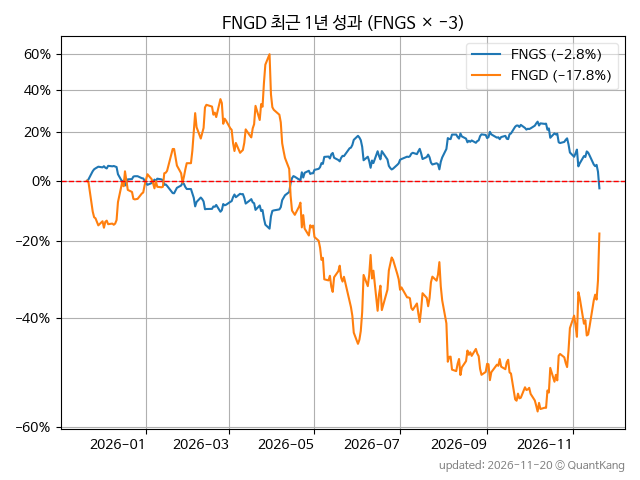 FNGD 최근 1년 성과 (FNGS × −3)
FNGS (−2.8%)
FNGD (−17.8%)
60%
40%
20%
0%
−20%
−40%
−60%
2026-01 2026-03 2026-05 2026-07 2026-09 2026-11
updated: 2026-11-20 © QuantKang